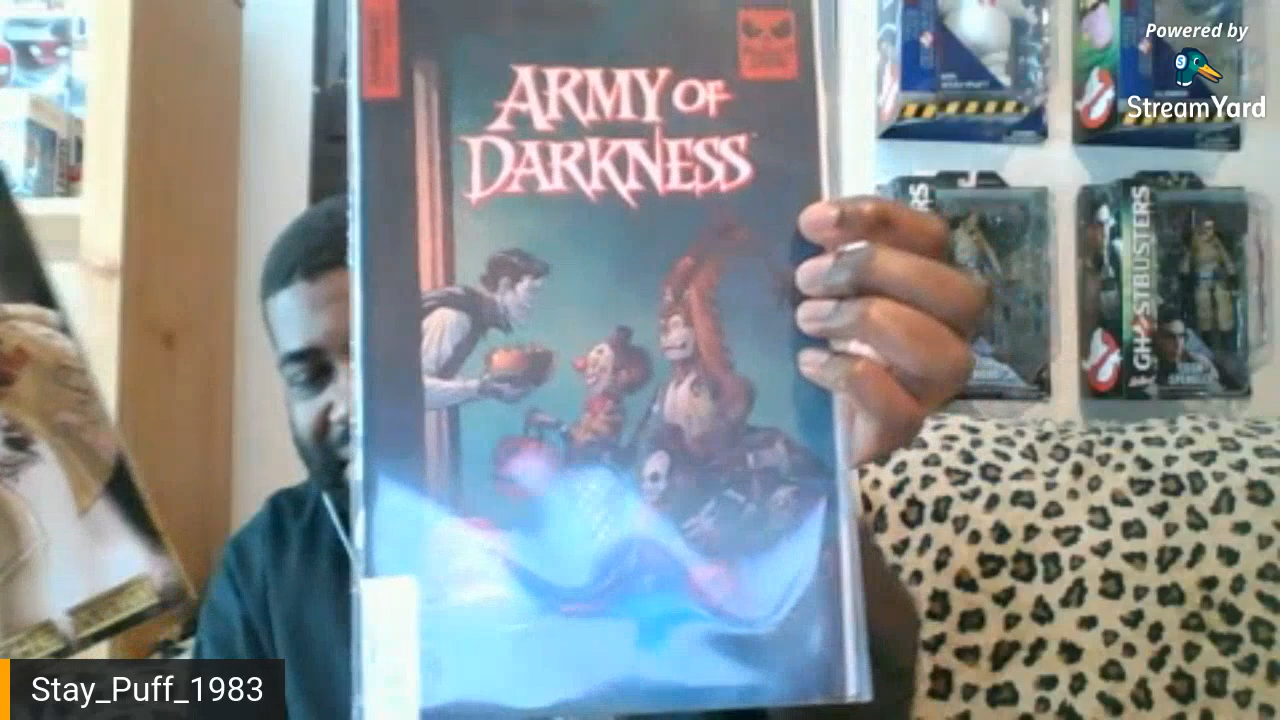 Powered by
StreamYard
ARMY OF
DARKNESS
GHOSTBUSTERS
Stay_Puff_1983